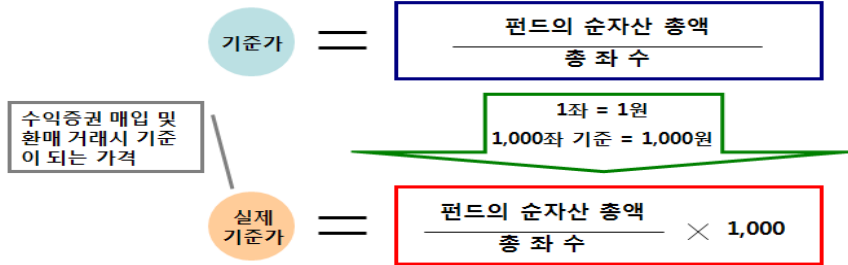 기준가
펀드의 순자산 총액
총 좌 수
1좌 = 1원
1,000좌 기준 = 1,000원
수익증권 매입 및
환매 거래시 기준
이 되는 가격
실제
기준가
펀드의 순자산 총액
총 좌 수
× 1,000